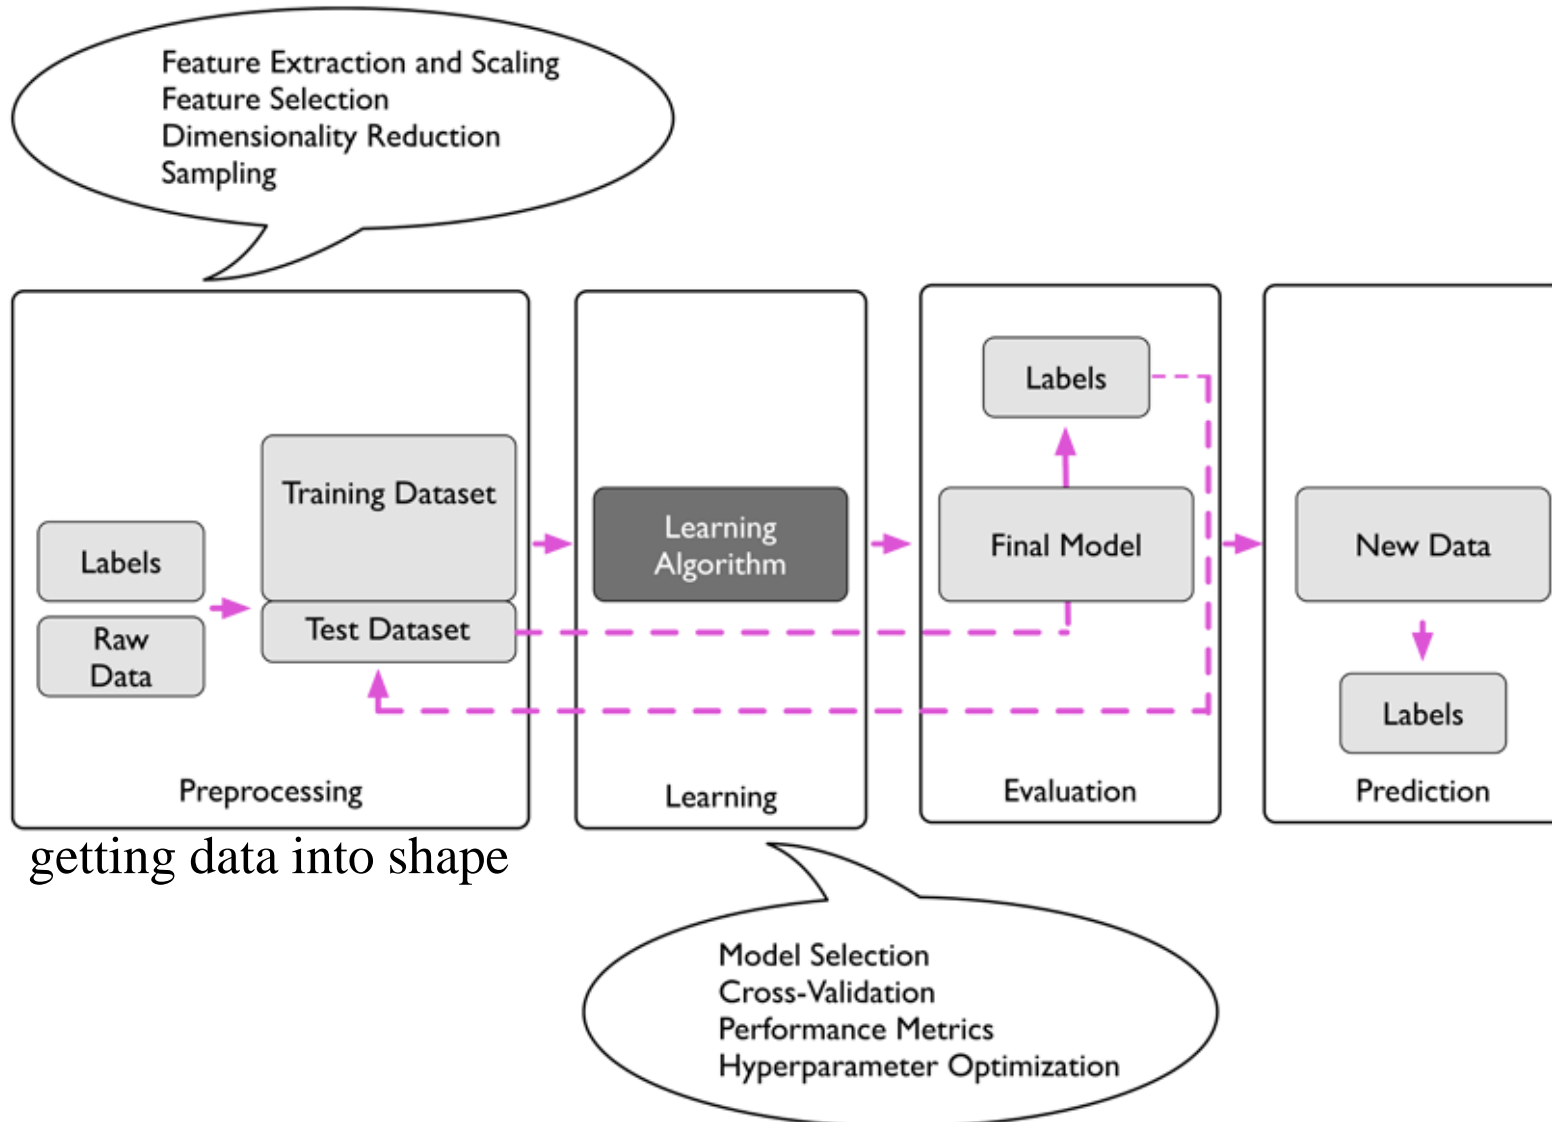 Feature Extraction and Scaling
Feature Selection
Dimensionality Reduction
Sampling
Labels
Raw
Data
Training Dataset
Test Dataset
Preprocessing
getting data into shape
Learning
Algorithm
Learning
Labels
Final Model
Evaluation
New Data
Labels
Prediction
Model Selection
Cross-Validation
Performance Metrics
Hyperparameter Optimization